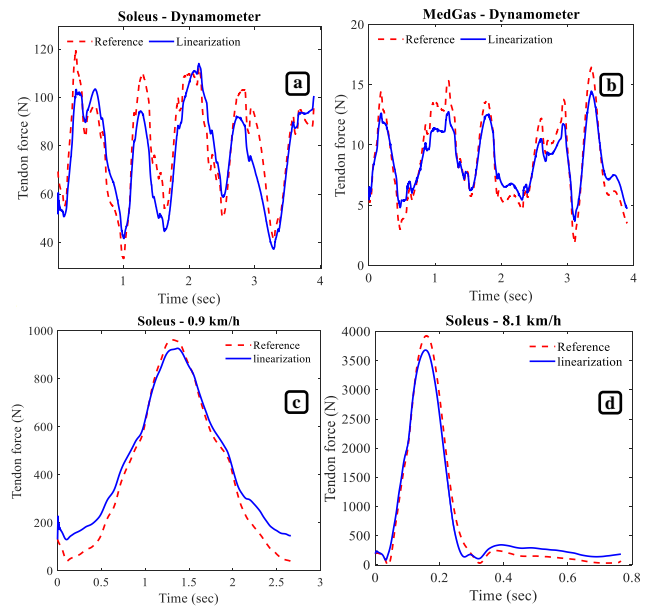 Soleus - Dynamometer
Reference Linearization
a
Tendon force (N)
120
100
80
60
40
1
2
3
4
Time (sec)
MedGas - Dynamometer
Reference Linearization
b
Tendon force (N)
20
15
10
5
0
0
1
2
3
4
Time (sec)
Soleus - 0.9 km/h
Reference
linearization
c
Tendon force (N)
1000
800
600
400
200
0
0
0.5
1
1.5
2
2.5
3
Time (sec)
Soleus - 8.1 km/h
Reference
linearization
d
Tendon force (N)
4000
3500
3000
2500
2000
1500
1000
500
0
0
0.2
0.4
0.6
0.8
Time (sec)